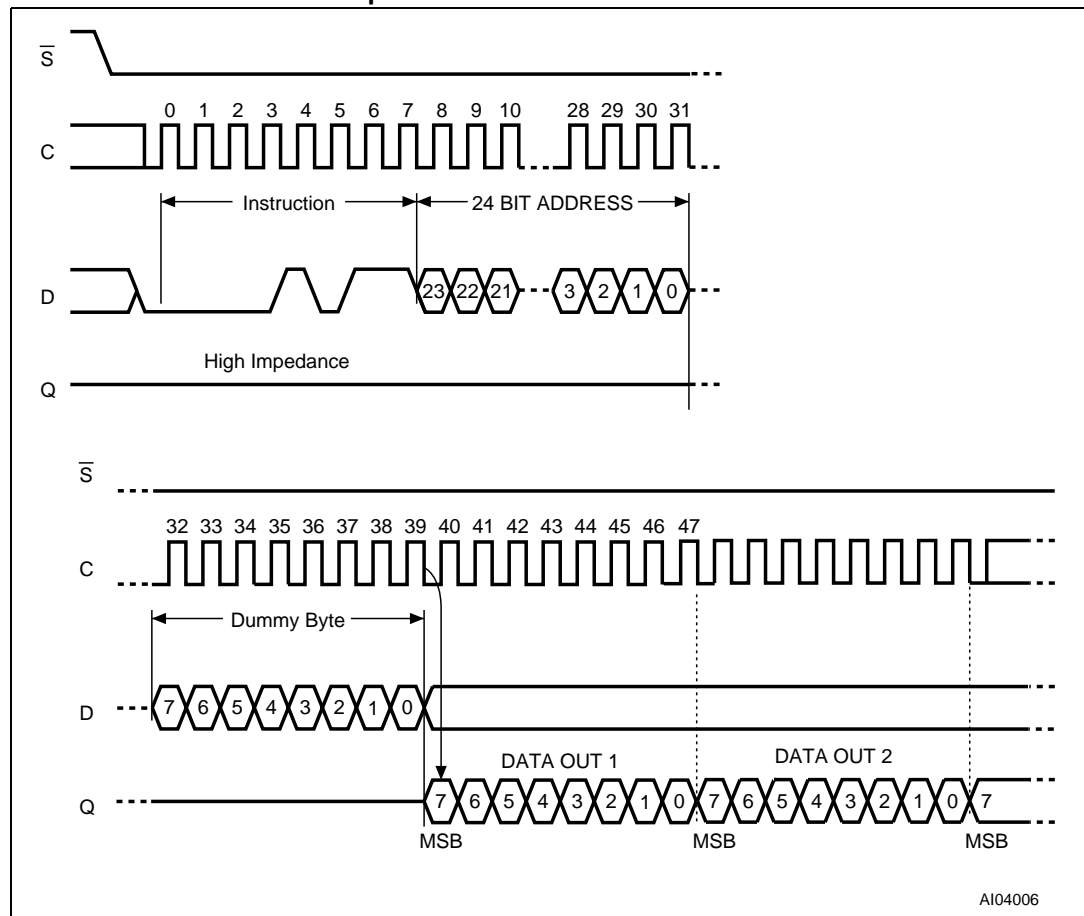 S
0 1 2 3 4 5 6 7 8 9 10 28 29 30 31
C
Instruction 24 BIT ADDRESS
D 23 22 21 3 2 1 0
High Impedance
Q
S
32 33 34 35 36 37 38 39 40 41 42 43 44 45 46 47
C
Dummy Byte
D 7 6 5 4 3 2 1 0
DATA OUT 1 DATA OUT 2
Q 7 6 5 4 3 2 1 0 7 6 5 4 3 2 1 0 7
MSB MSB MSB
AI04006